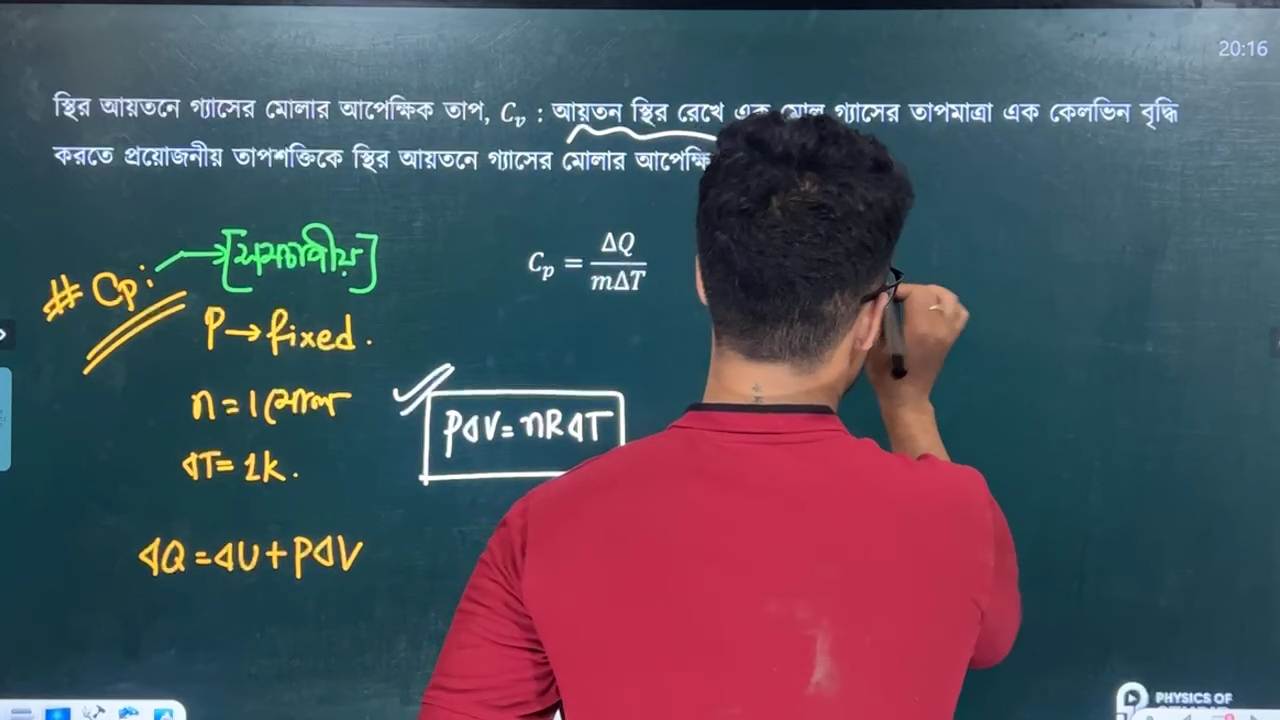 20:16
স্থির আয়তনে গ্যাসের মোলার আপেক্ষিক তাপ, Cᵥ : আয়তন স্থির রেখে এক মোল গ্যাসের তাপমাত্রা এক কেলভিন বৃদ্ধি
করতে প্রয়োজনীয় তাপশক্তিকে স্থির আয়তনে গ্যাসের মোলার
# Cp: → [সমচাপীয়]
Cₚ = ΔQ / mΔT
P → fixed.
n = 1 মোল
PΔV = nRΔT
ΔT = 1K.
ΔQ = ΔU + PΔV
PHYSICS OF